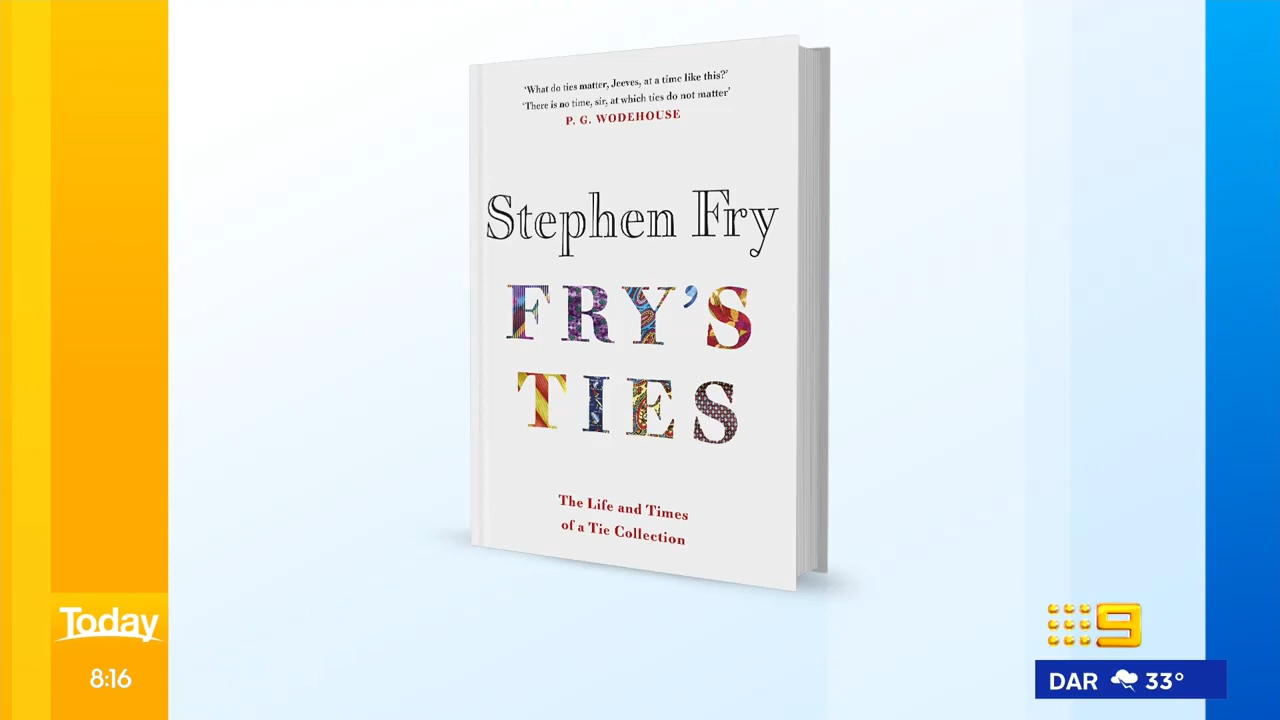 ‘What do ties matter, Jeeves, at a time like this?’
‘There is no time, sir, at which ties do not matter’
P. G. WODEHOUSE
Stephen Fry
FRY’S
TIES
The Life and Times
of a Tie Collection
Today
8:16
9
DAR 33°